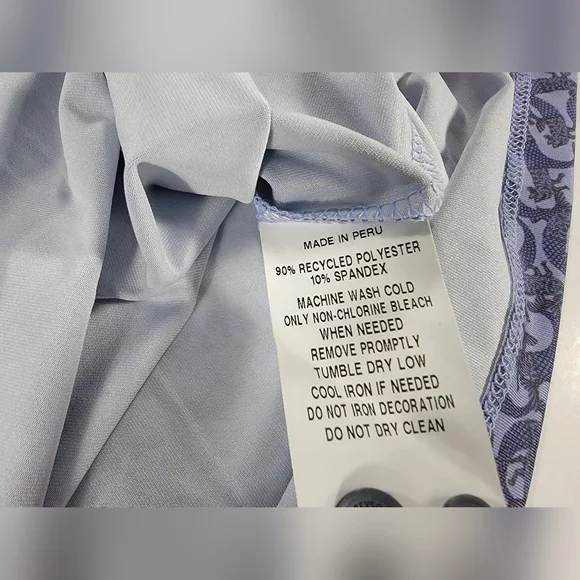 MADE IN PERU
90% RECYCLED POLYESTER
10% SPANDEX
MACHINE WASH COLD
ONLY NON-CHLORINE BLEACH
WHEN NEEDED
REMOVE PROMPTLY
TUMBLE DRY LOW
COOL IRON IF NEEDED
DO NOT IRON DECORATION
DO NOT DRY CLEAN